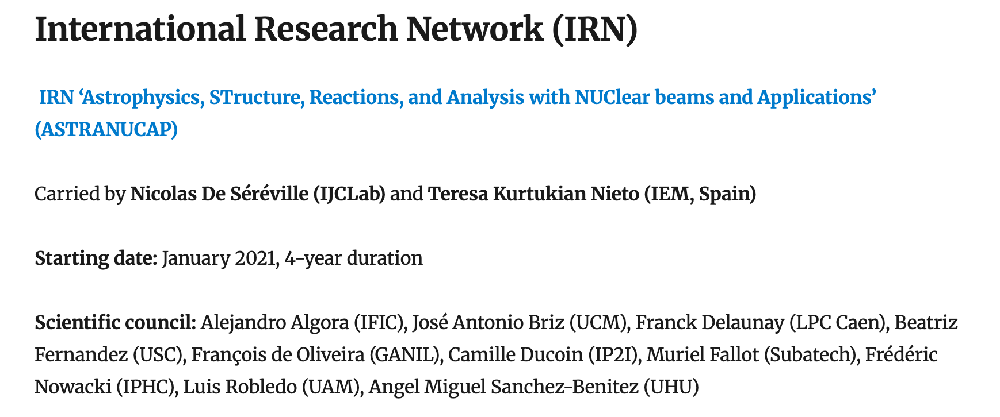 International Research Network (IRN)
IRN ‘Astrophysics, STructure, Reactions, and Analysis with NUClear beams and Applications’
(ASTRANUCAP)
Carried by Nicolas De Séréville (IJCLab) and Teresa Kurtukian Nieto (IEM, Spain)
Starting date: January 2021, 4-year duration
Scientific council: Alejandro Algora (IFIC), José Antonio Briz (UCM), Franck Delaunay (LPC Caen), Beatriz
Fernandez (USC), François de Oliveira (GANIL), Camille Ducoin (IP2I), Muriel Fallot (Subatech), Frédéric
Nowacki (IPHC), Luis Robledo (UAM), Angel Miguel Sanchez-Benitez (UHU)